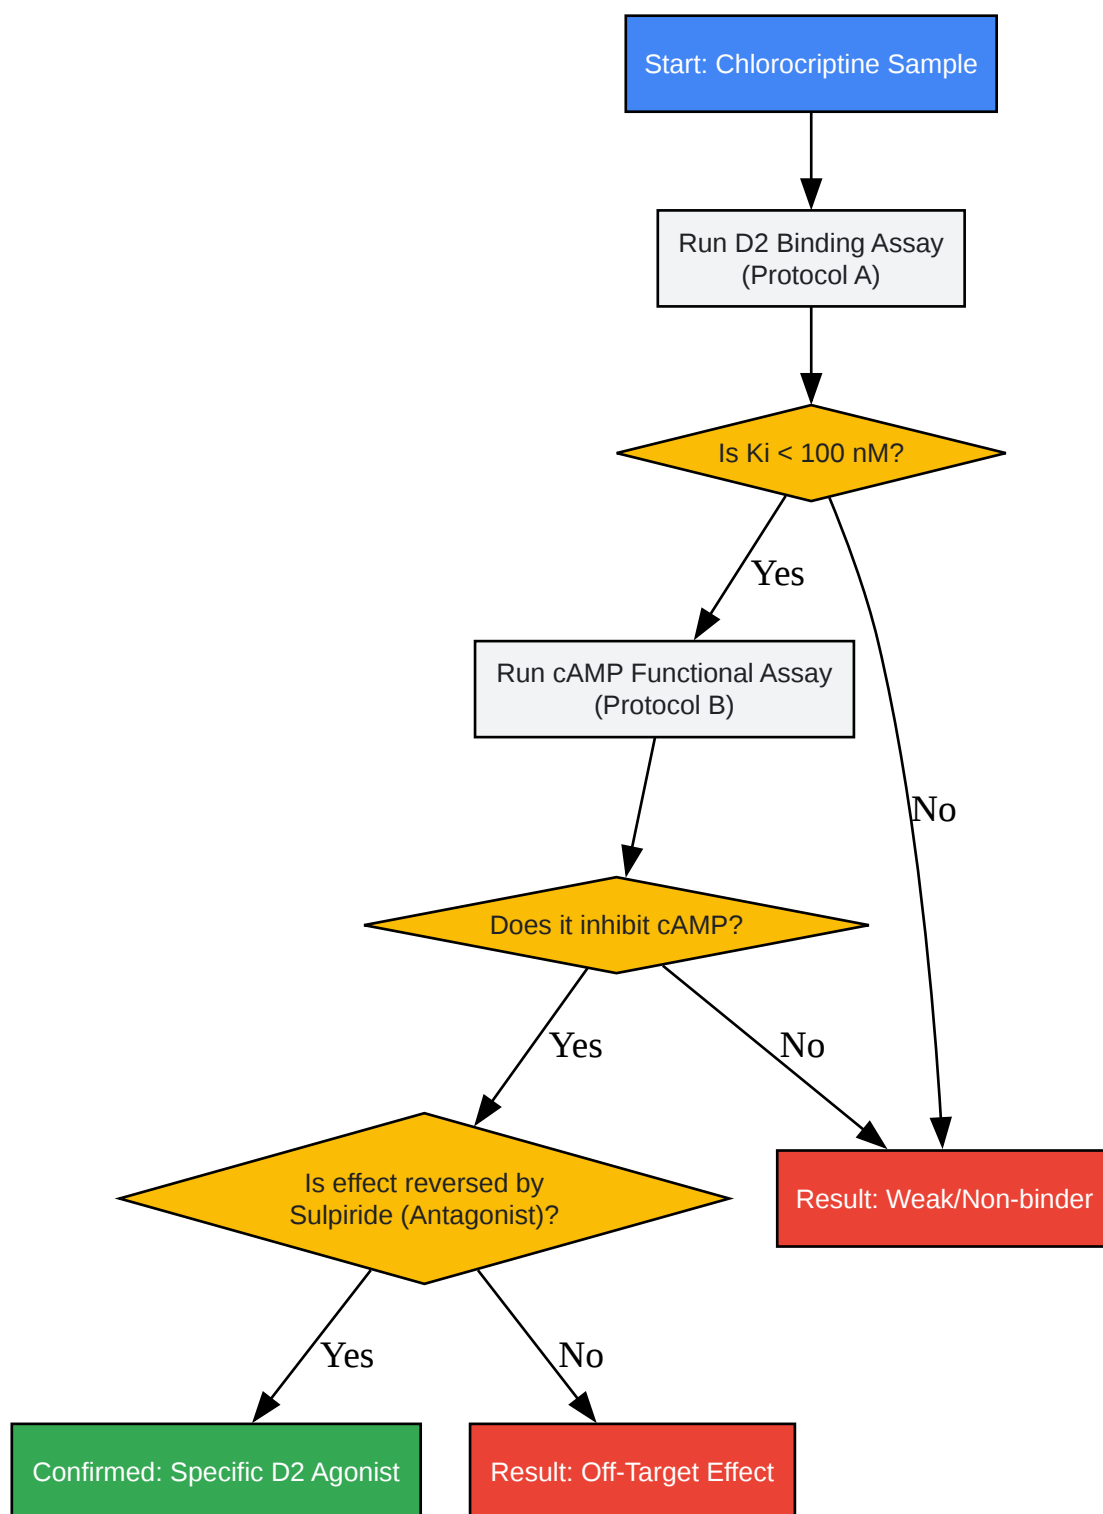 Start: Chlorocriptine Sample
Run D2 Binding Assay
(Protocol A)
Is Ki < 100 nM?
Yes
Run cAMP Functional Assay
(Protocol B)
No
Does it inhibit cAMP?
Yes
No
Is effect reversed by
Sulpiride (Antagonist)?
Result: Weak/Non-binder
Yes
No
Confirmed: Specific D2 Agonist
Result: Off-Target Effect